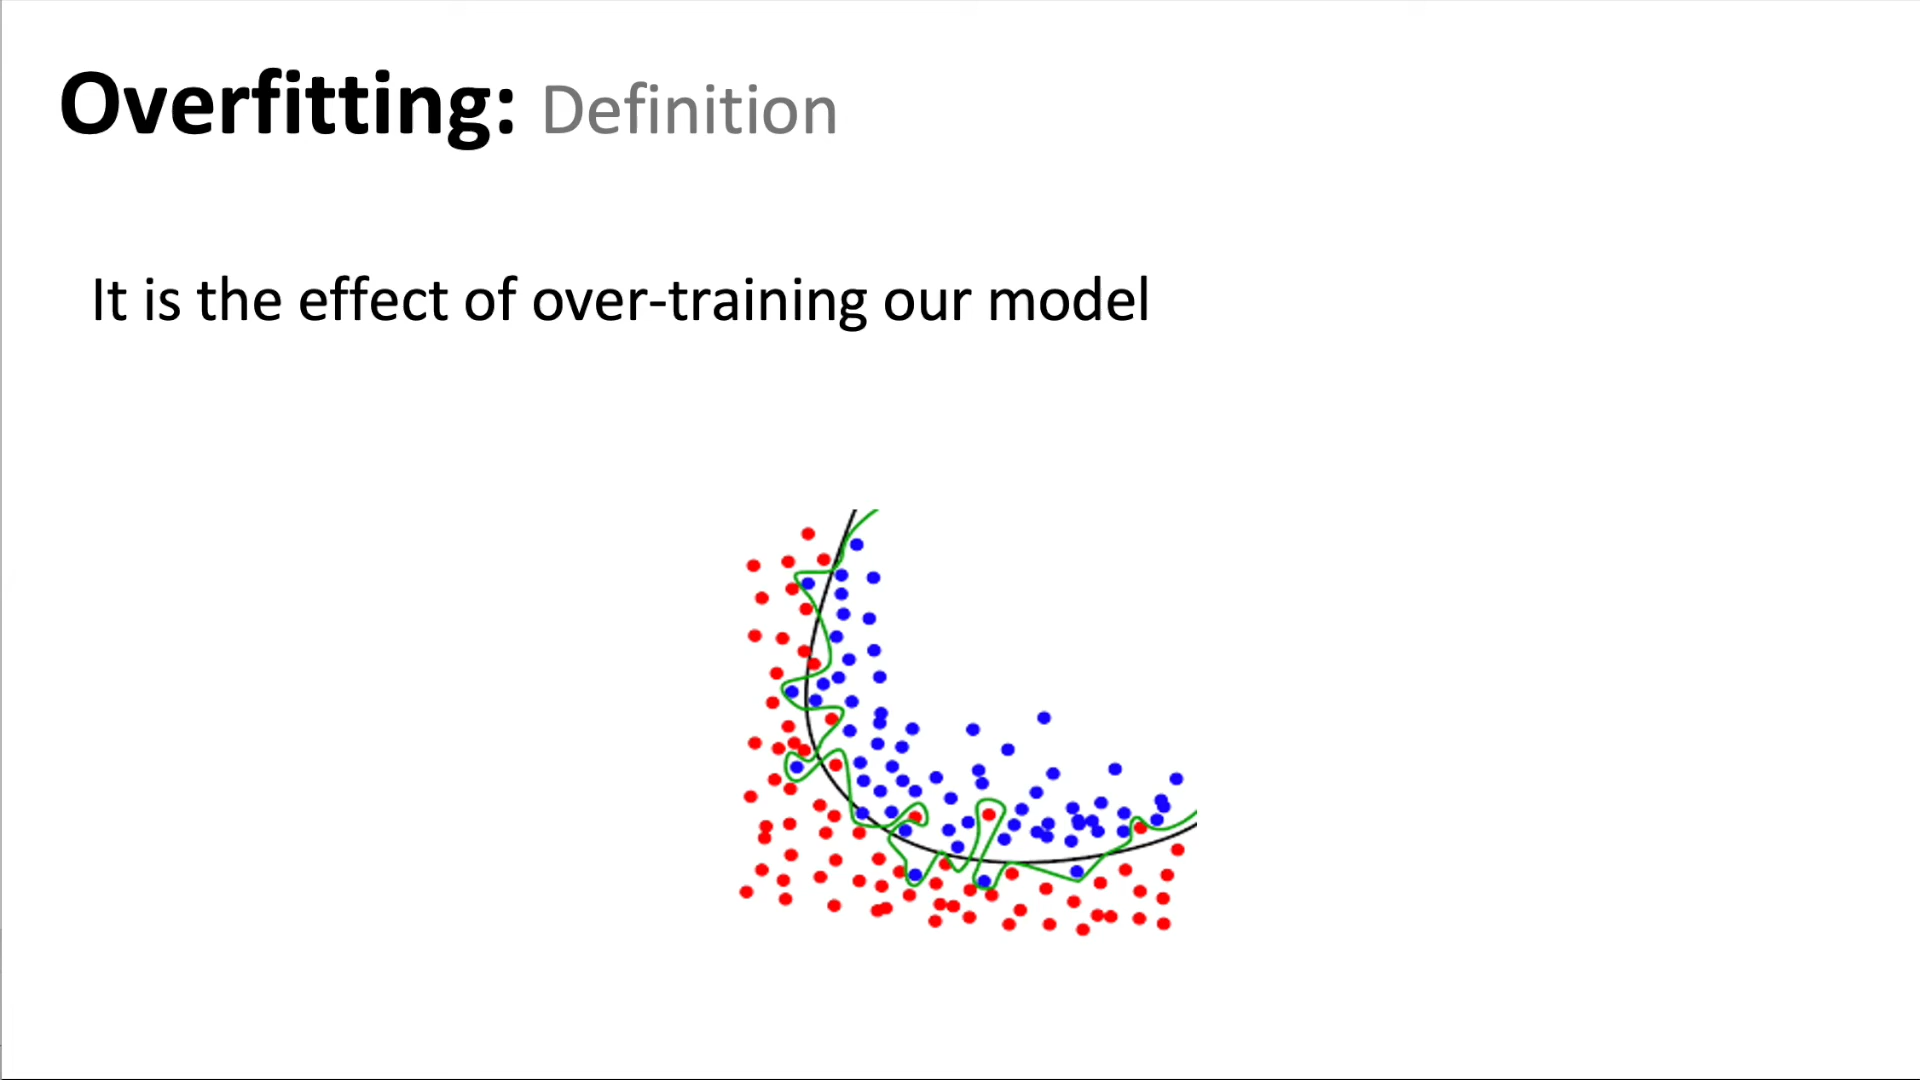 Overfitting: Definition
It is the effect of over-training our model